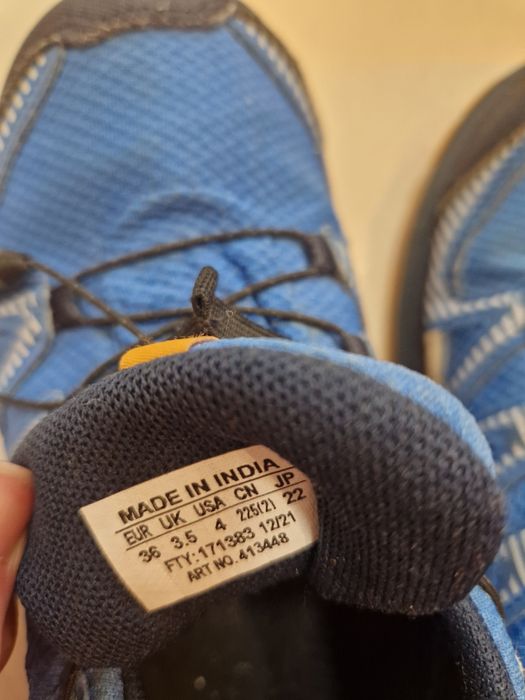 MADE IN INDIA
EUR UK USA CN JP
36 3.5 4 225(2) 22
FTY:171383 12/21
ART NO.413448